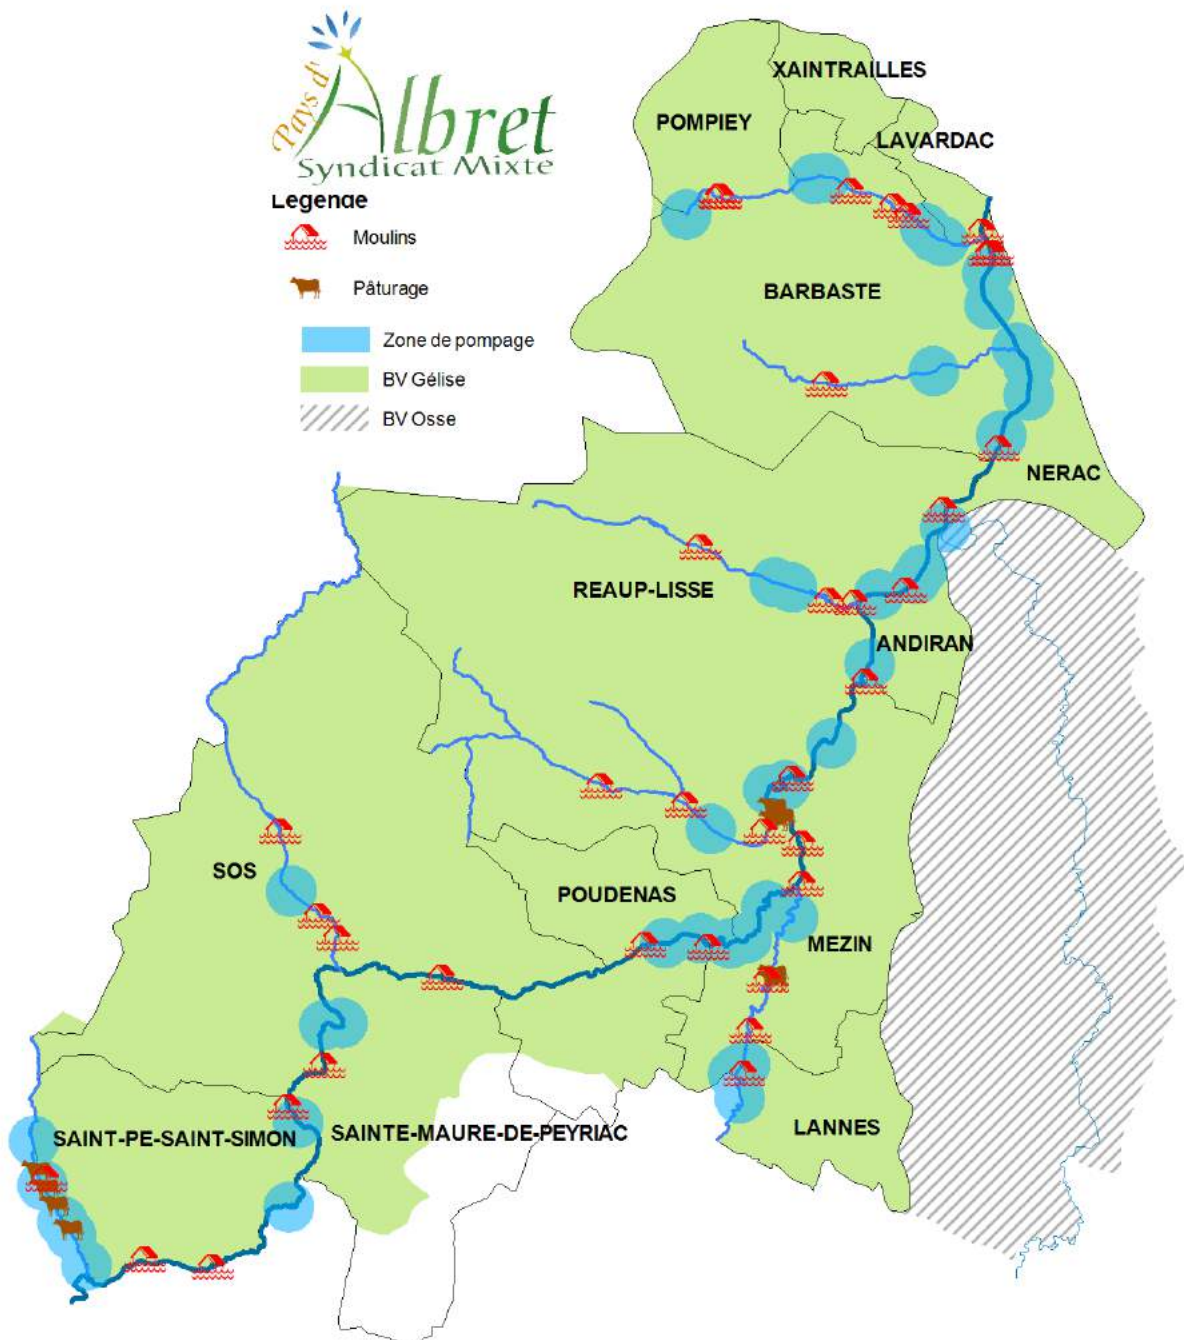 Pays d'
Albret
Syndicat Mixte
Légende
Moulins
Pâturage
Zone de pompage
BV Gélise
BV Osse
XAINTRAILLES
POMPIEY
LAVARDAC
BARBASTE
NERAC
REAUP-LISSE
ANDIRAN
SOS
POUDENAS
MEZIN
SAINT-PE-SAINT-SIMON
SAINTE-MAURE-DE-PEYRIAC
LANNES